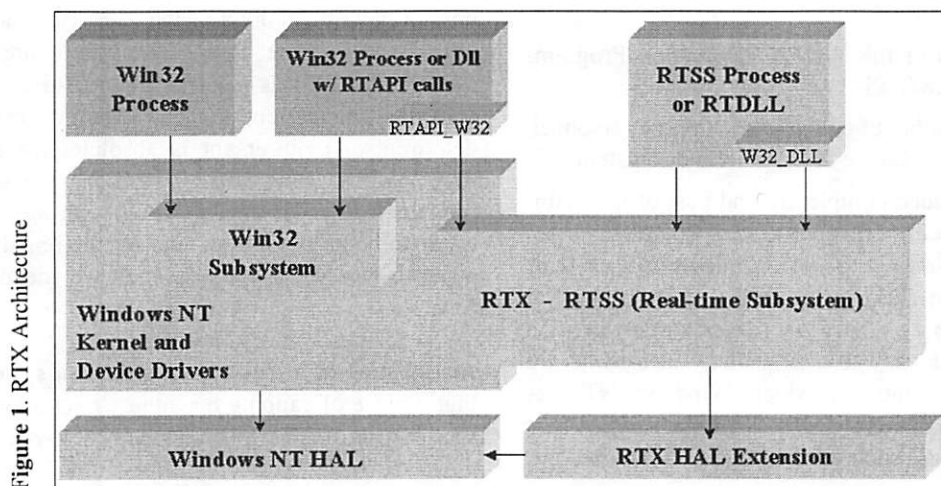 Win32
Process
Win32 Process or Dll
w/ RTAPI calls
RTAPI_W32
RTSS Process
or RTDLL
W32_DLL
Win32
Subsystem
RTX - RTSS (Real-time Subsystem)
Windows NT
Kernel and
Device Drivers
Windows NT HAL
RTX HAL Extension
Figure 1. RTX Architecture